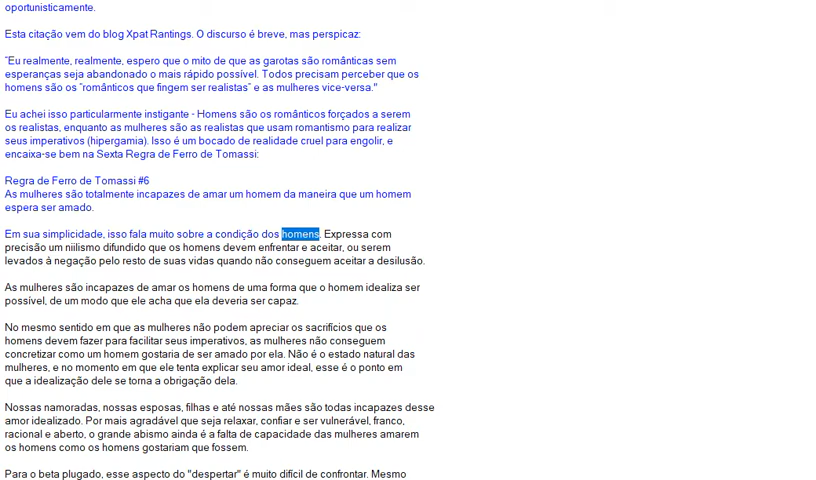 oportunisticamente.
Esta citação vem do blog Xpat Rantings. O discurso é breve, mas perspicaz:
"Eu realmente, realmente, espero que o mito de que as garotas são românticas sem
esperanças seja abandonado o mais rápido possível. Todos precisam perceber que os
homens são os "românticos que fingem ser realistas" e as mulheres vice-versa."
Eu achei isso particularmente instigante - Homens são os românticos forçados a serem
os realistas, enquanto as mulheres são as realistas que usam romantismo para realizar
seus imperativos (hipergamia). Isso é um bocado de realidade cruel para engolir, e
encaixa-se bem na Sexta Regra de Ferro de Tomassi:
Regra de Ferro de Tomassi #6
As mulheres são totalmente incapazes de amar um homem da maneira que um homem
espera ser amado.
Em sua simplicidade, isso fala muito sobre a condição dos homens. Expressa com
precisão um niilismo difundido que os homens devem enfrentar e aceitar, ou serem
levados à negação pelo resto de suas vidas quando não conseguem aceitar a desilusão.
As mulheres são incapazes de amar os homens de uma forma que o homem idealiza ser
possível, de um modo que ele acha que ela deveria ser capaz.
No mesmo sentido em que as mulheres não podem apreciar os sacrifícios que os
homens devem fazer para facilitar seus imperativos, as mulheres não conseguem
concretizar como um homem gostaria de ser amado por ela. Não é o estado natural das
mulheres, e no momento em que ele tenta explicar seu amor ideal, esse é o ponto em
que a idealização dele se torna a obrigação dela.
Nossas namoradas, nossas esposas, filhas e até nossas mães são todas incapazes desse
amor idealizado. Por mais agradável que seja relaxar, confiar e ser vulnerável, franco,
racional e aberto, o grande abismo ainda é a falta de capacidade das mulheres amarem
os homens como os homens gostariam que fossem.
Para o beta plugado, esse aspecto do "despertar" é muito difícil de confrontar. Mesmo